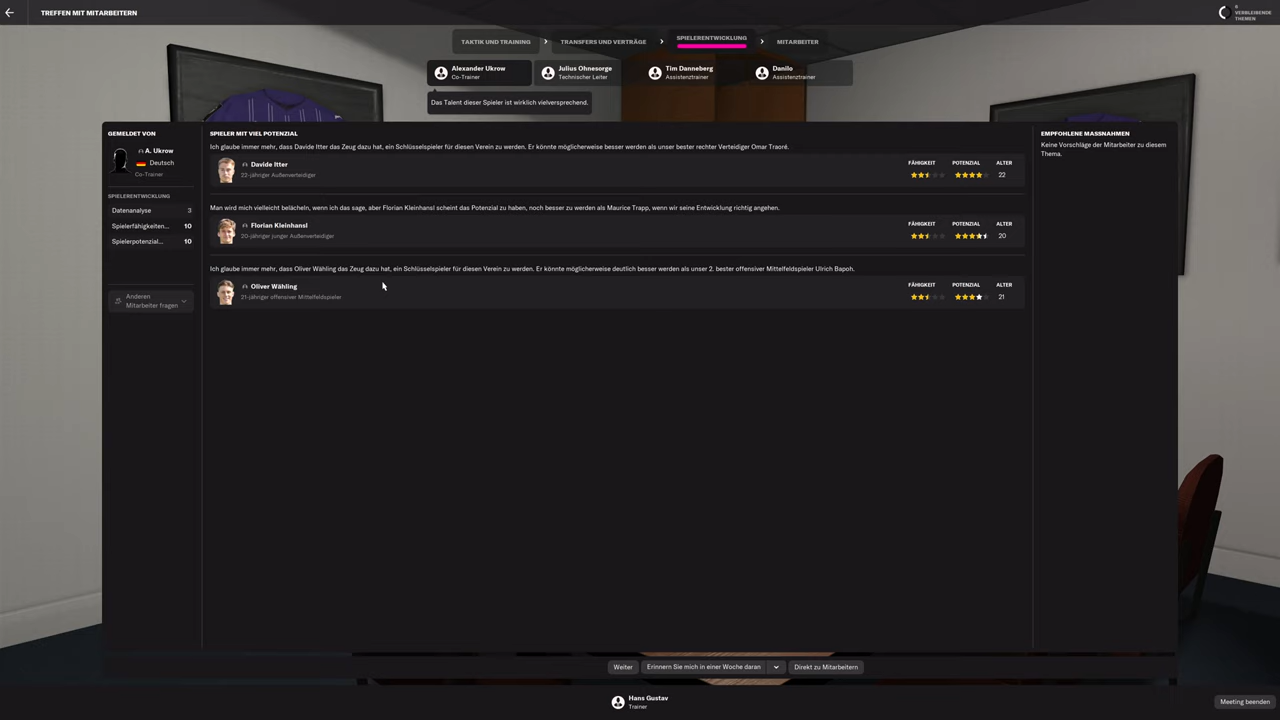 TREFFEN MIT MITARBEITERN
0
VERBLEIBENDE
THEMEN
TAKTIK UND TRAINING
TRANSFERS UND VERTRÄGE
SPIELERENTWICKLUNG
MITARBEITER
Alexander Ukrow
Co-Trainer
Julius Ohnesorge
Technischer Leiter
Tim Danneberg
Assistenztrainer
Danilo
Assistenztrainer
Das Talent dieser Spieler ist wirklich vielversprechend.
GEMELDET VON
A. Ukrow
Deutsch
Co-Trainer
SPIELERENTWICKLUNG
Datenanalyse 3
Spielerfähigkeiten... 10
Spielerpotenzial... 10
Anderen
Mitarbeiter fragen
SPIELER MIT VIEL POTENZIAL
Ich glaube immer mehr, dass Davide Itter das Zeug dazu hat, ein Schlüsselspieler für diesen Verein zu werden. Er könnte möglicherweise besser werden als unser bester rechter Verteidiger Omar Traoré.
Davide Itter
22-jähriger Außenverteidiger
FÄHIGKEIT POTENZIAL ALTER
22
Man wird mich vielleicht belächeln, wenn ich das sage, aber Florian Kleinhansl scheint das Potenzial zu haben, noch besser zu werden als Maurice Trapp, wenn wir seine Entwicklung richtig angehen.
Florian Kleinhansl
20-jähriger junger Außenverteidiger
FÄHIGKEIT POTENZIAL ALTER
20
Ich glaube immer mehr, dass Oliver Wähling das Zeug dazu hat, ein Schlüsselspieler für diesen Verein zu werden. Er könnte möglicherweise deutlich besser werden als unser 2. bester offensiver Mittelfeldspieler Ulrich Bapoh.
Oliver Wähling
21-jähriger offensiver Mittelfeldspieler
FÄHIGKEIT POTENZIAL ALTER
21
EMPFOHLENE MASSNAHMEN
Keine Vorschläge der Mitarbeiter zu diesem
Thema.
Weiter
Erinnern Sie mich in einer Woche daran
Direkt zu Mitarbeitern
Hans Gustav
Trainer
Meeting beenden